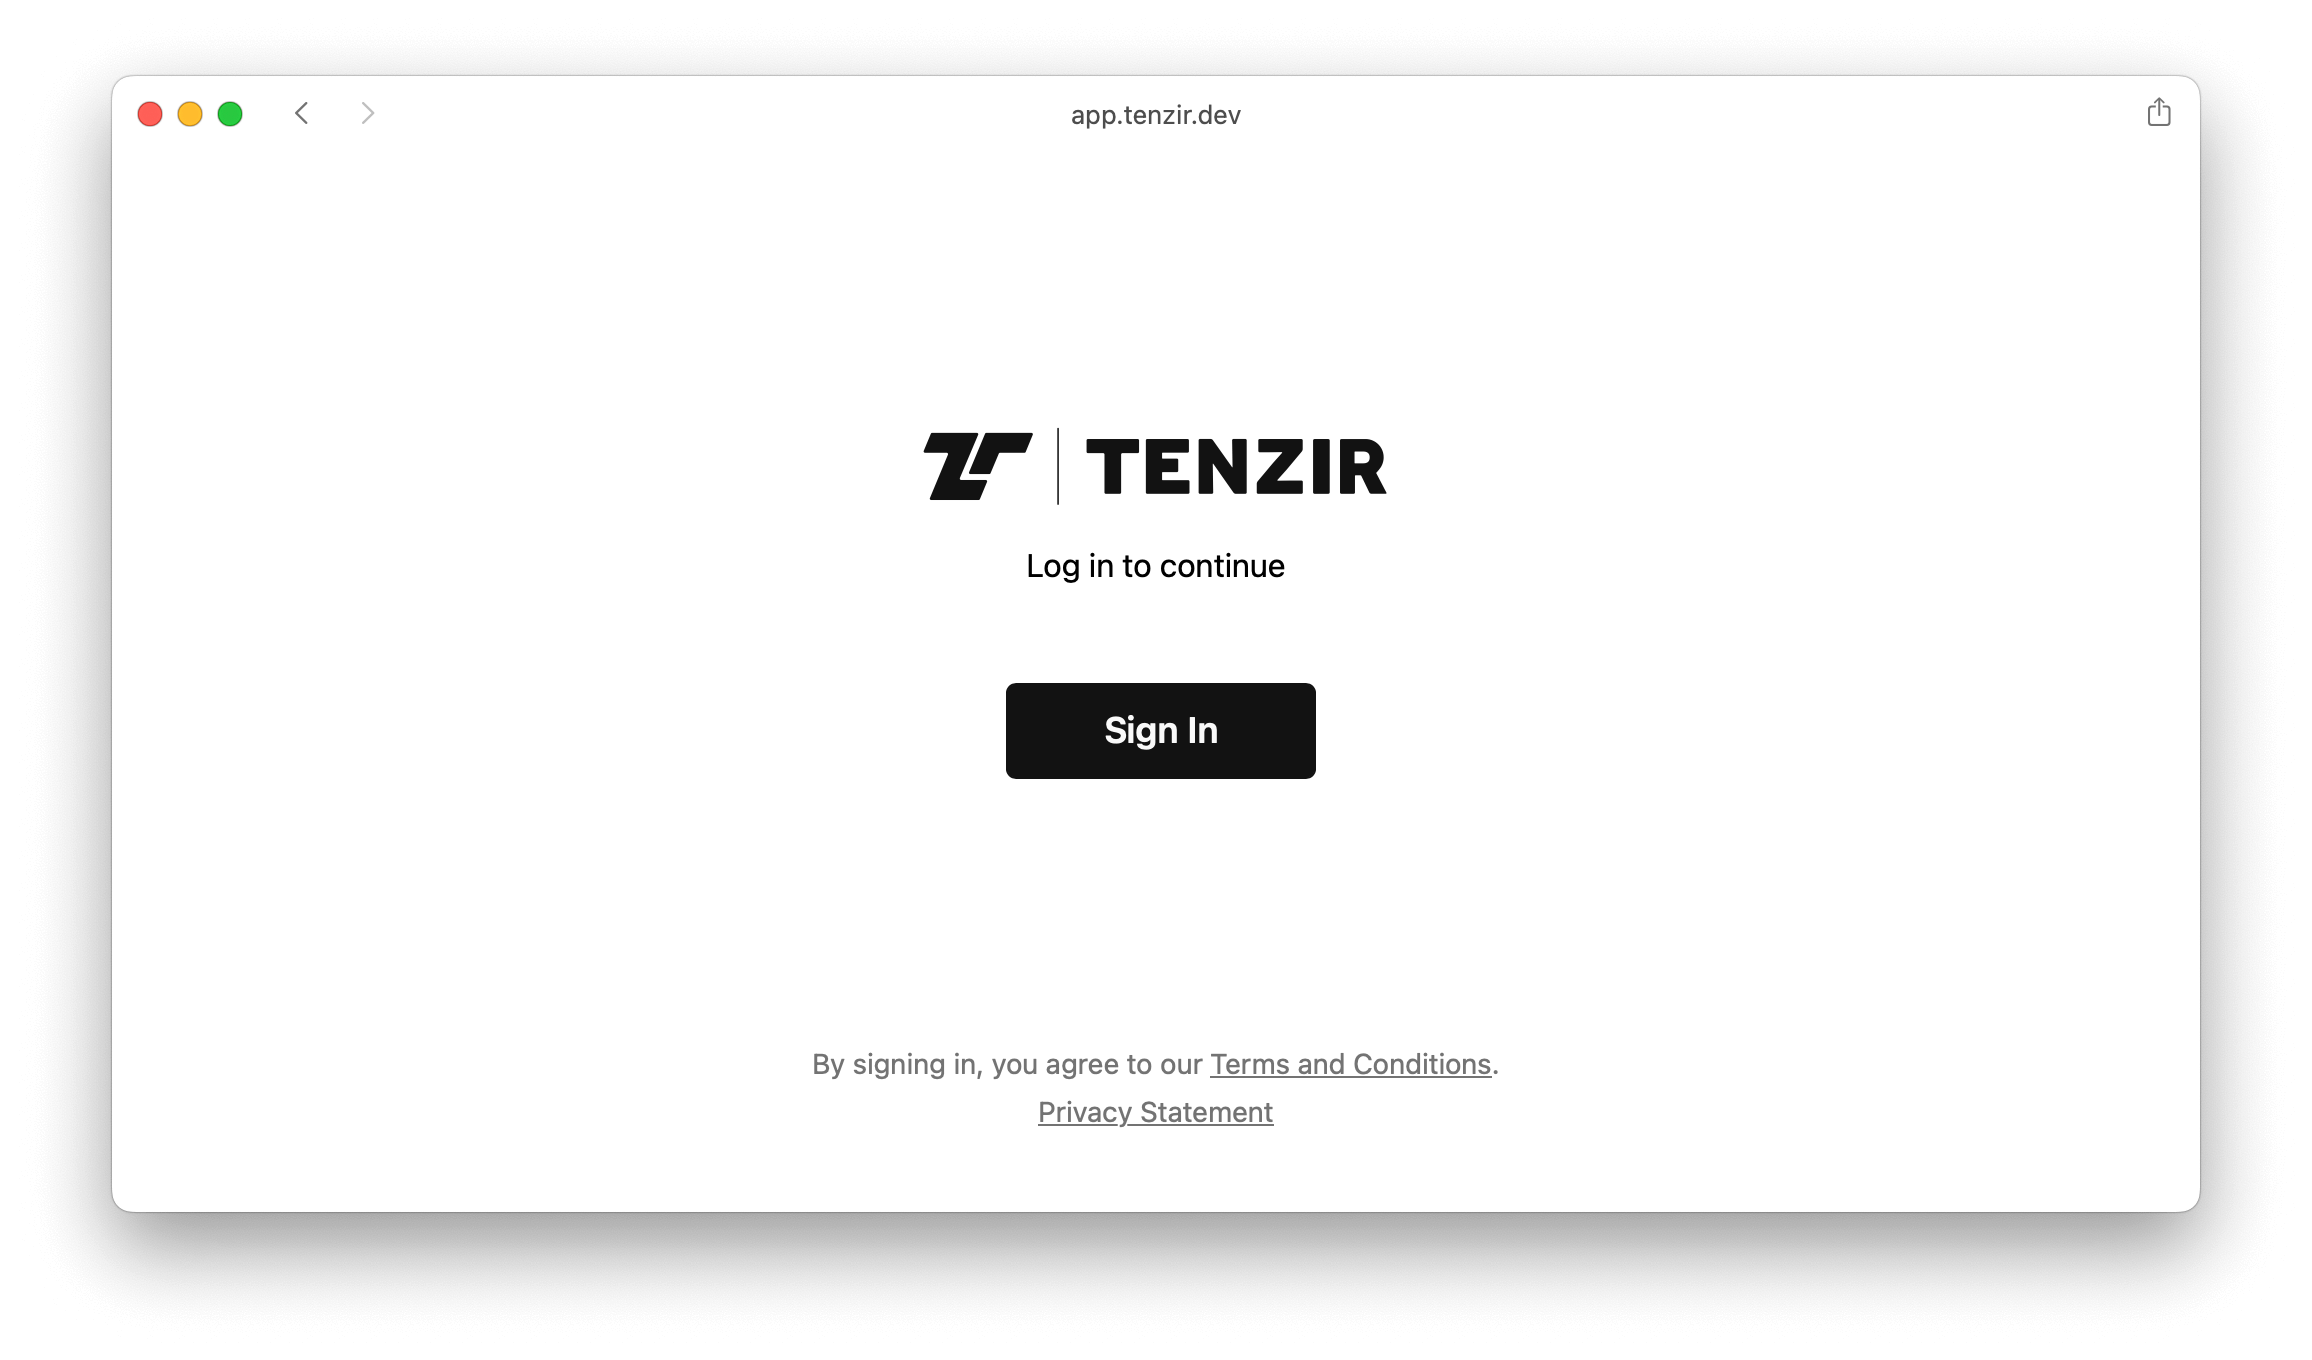 app.tenzir.dev
TENZIR
Log in to continue
Sign In
By signing in, you agree to our Terms and Conditions.
Privacy Statement